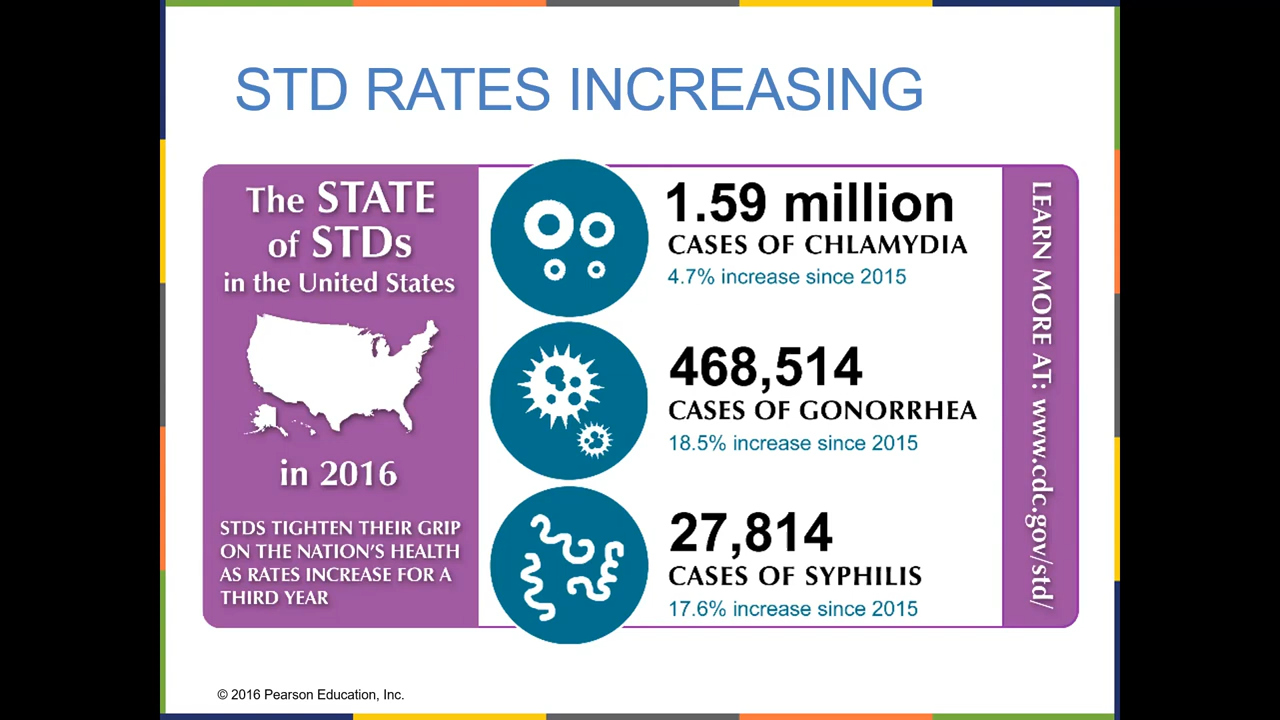 STD RATES INCREASING
The STATE
of STDs
in the United States
in 2016
STDS TIGHTEN THEIR GRIP
ON THE NATION'S HEALTH
AS RATES INCREASE FOR A
THIRD YEAR
1.59 million
CASES OF CHLAMYDIA
4.7% increase since 2015
468,514
CASES OF GONORRHEA
18.5% increase since 2015
27,814
CASES OF SYPHILIS
17.6% increase since 2015
LEARN MORE AT: www.cdc.gov/std/
© 2016 Pearson Education, Inc.